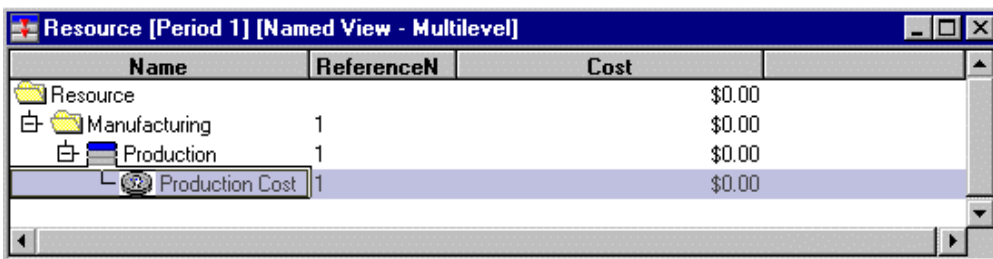 Resource [Period 1] [Named View - Multilevel]
Name ReferenceN Cost
Resource $0.00
Manufacturing 1 $0.00
Production 1 $0.00
Production Cost 1 $0.00